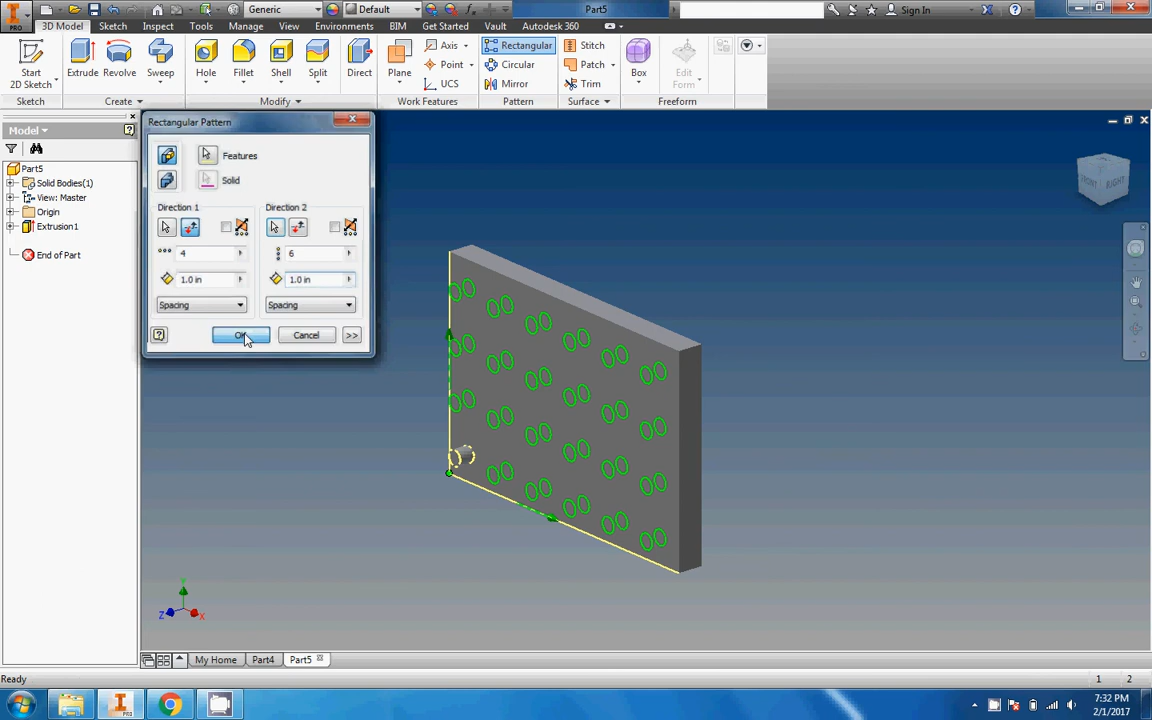 Generic
Default
Part5
Sign In
PRO
3D Model
Sketch
Inspect
Tools
Manage
View
Environments
BIM
Get Started
Vault
Autodesk 360
Start
2D Sketch
Extrude
Revolve
Sweep
Hole
Fillet
Shell
Split
Direct
Plane
Axis
Point
UCS
Rectangular
Circular
Mirror
Stitch
Patch
Trim
Box
Edit
Form
Sketch
Create
Modify
Work Features
Pattern
Surface
Freeform
Model
Part5
Solid Bodies(1)
View: Master
Origin
Extrusion1
End of Part
Rectangular Pattern
Features
Solid
Direction 1
Direction 2
4
6
1.0 in
1.0 in
Spacing
Spacing
OK
Cancel
>>
FRONT
RIGHT
Y
Z
X
My Home
Part4
Part5
Ready
1
2
PRO
7:32 PM
2/1/2017